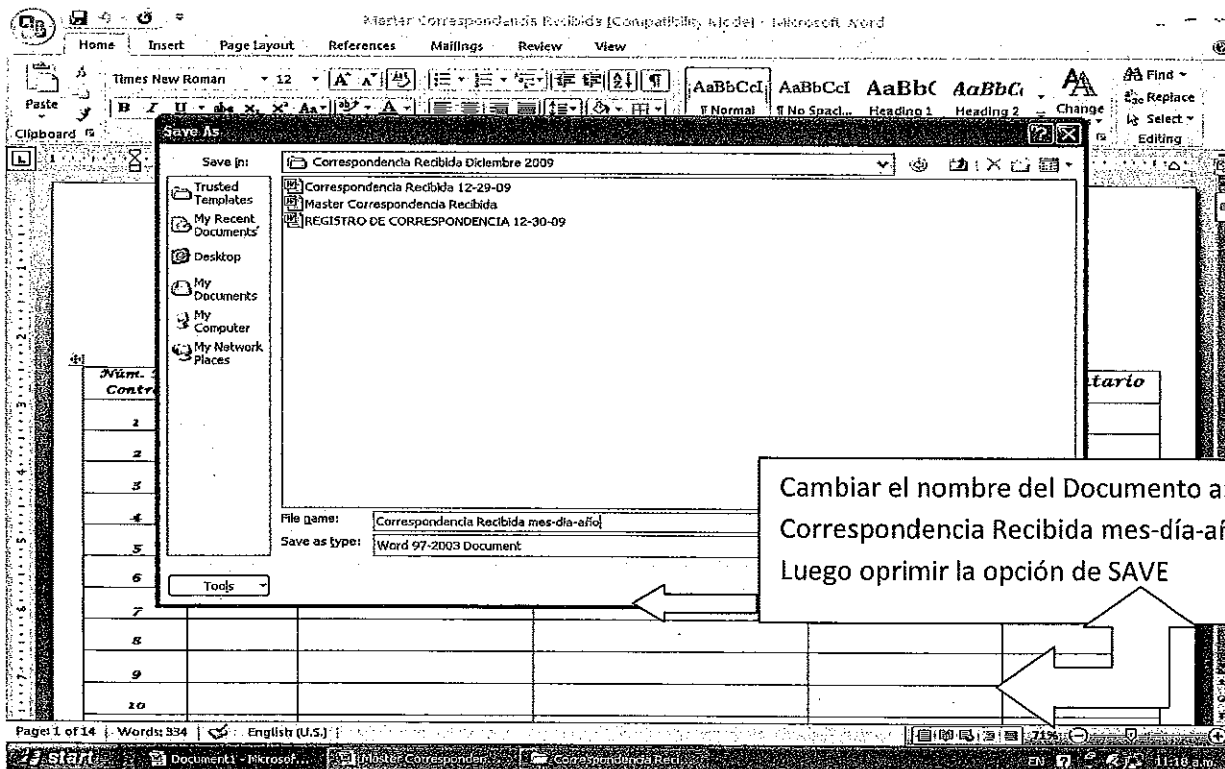 Master Correspondencia Recibida [Compatibility Mode] - Microsoft Word
Home Insert Page Layout References Mailings Review View
Times New Roman 12
Paste
Clipboard
AaBbCcI AaBbCcI AaBbC AaBbCc
¶ Normal ¶ No Spaci... Heading 1 Heading 2
Change
Find
Replace
Select
Editing
Save As
Save in: Correspondencia Recibida Diciembre 2009
Trusted Templates
My Recent Documents
Desktop
My Documents
My Computer
My Network Places
Correspondencia Recibida 12-29-09
Master Correspondencia Recibida
REGISTRO DE CORRESPONDENCIA 12-30-09
File name: Correspondencia Recibida mes-día-año
Save as type: Word 97-2003 Document
Tools
Núm.
Contr
tario
1
2
3
4
5
6
7
8
9
10
Cambiar el nombre del Documento a:
Correspondencia Recibida mes-día-añ
Luego oprimir la opción de SAVE
Page: 1 of 14 Words: 934 English (U.S.) 71%
start Document1 - Microsof... Master Corresponden... Correspondencia Reci... EN 11:18 a.m.